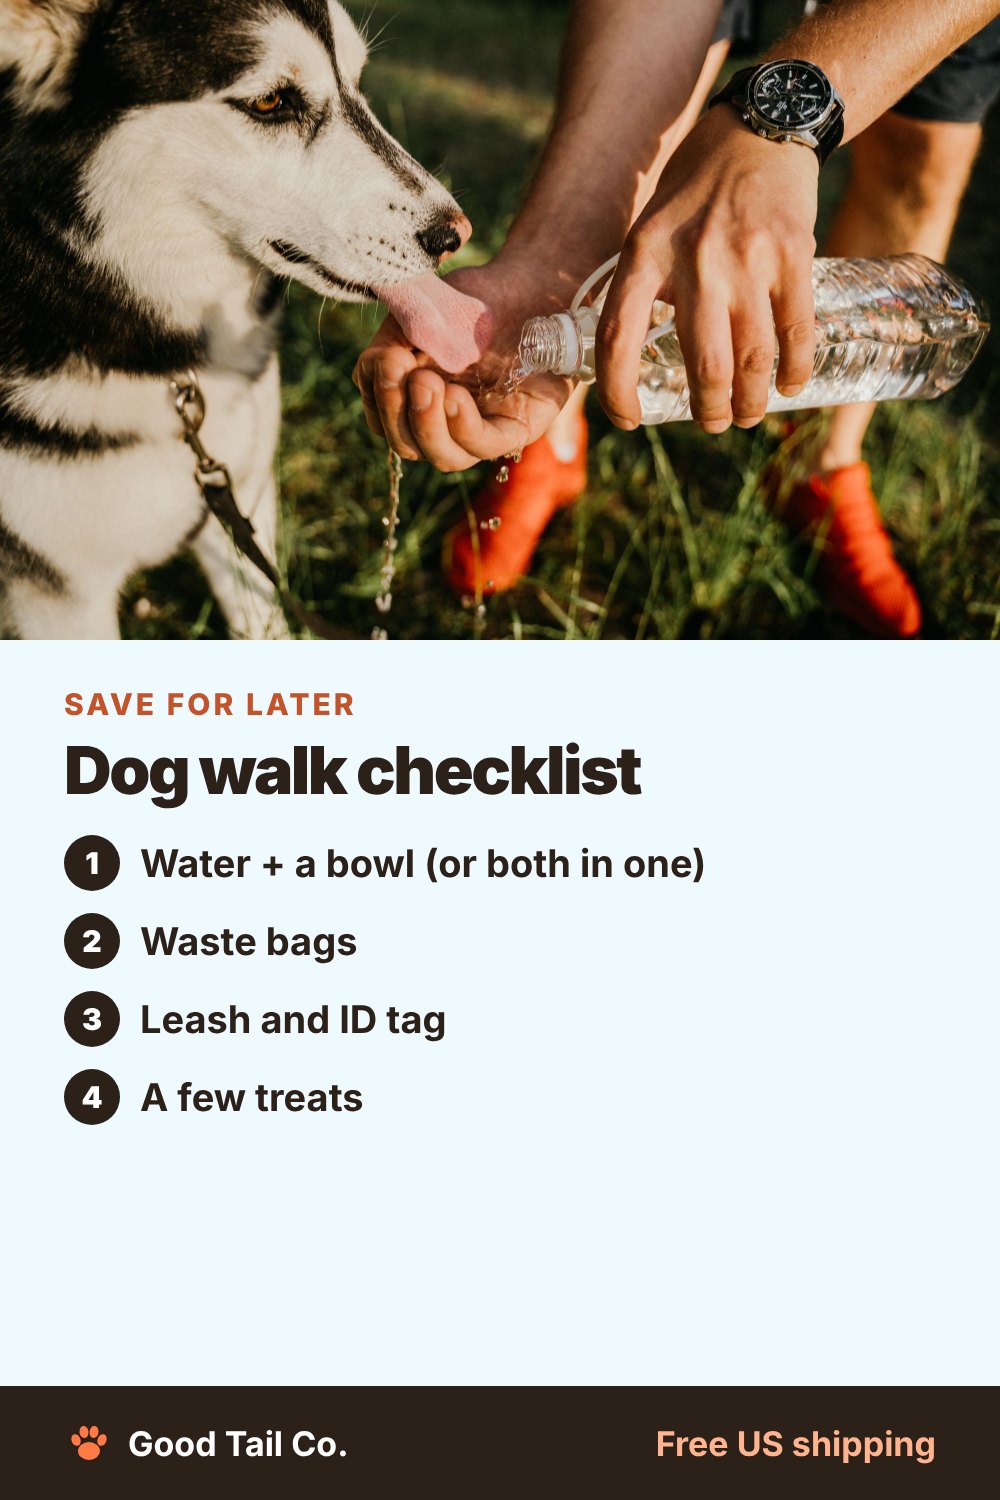 SAVE FOR LATER
Dog walk checklist
1 Water + a bowl (or both in one)
2 Waste bags
3 Leash and ID tag
4 A few treats
Good Tail Co.
Free US shipping